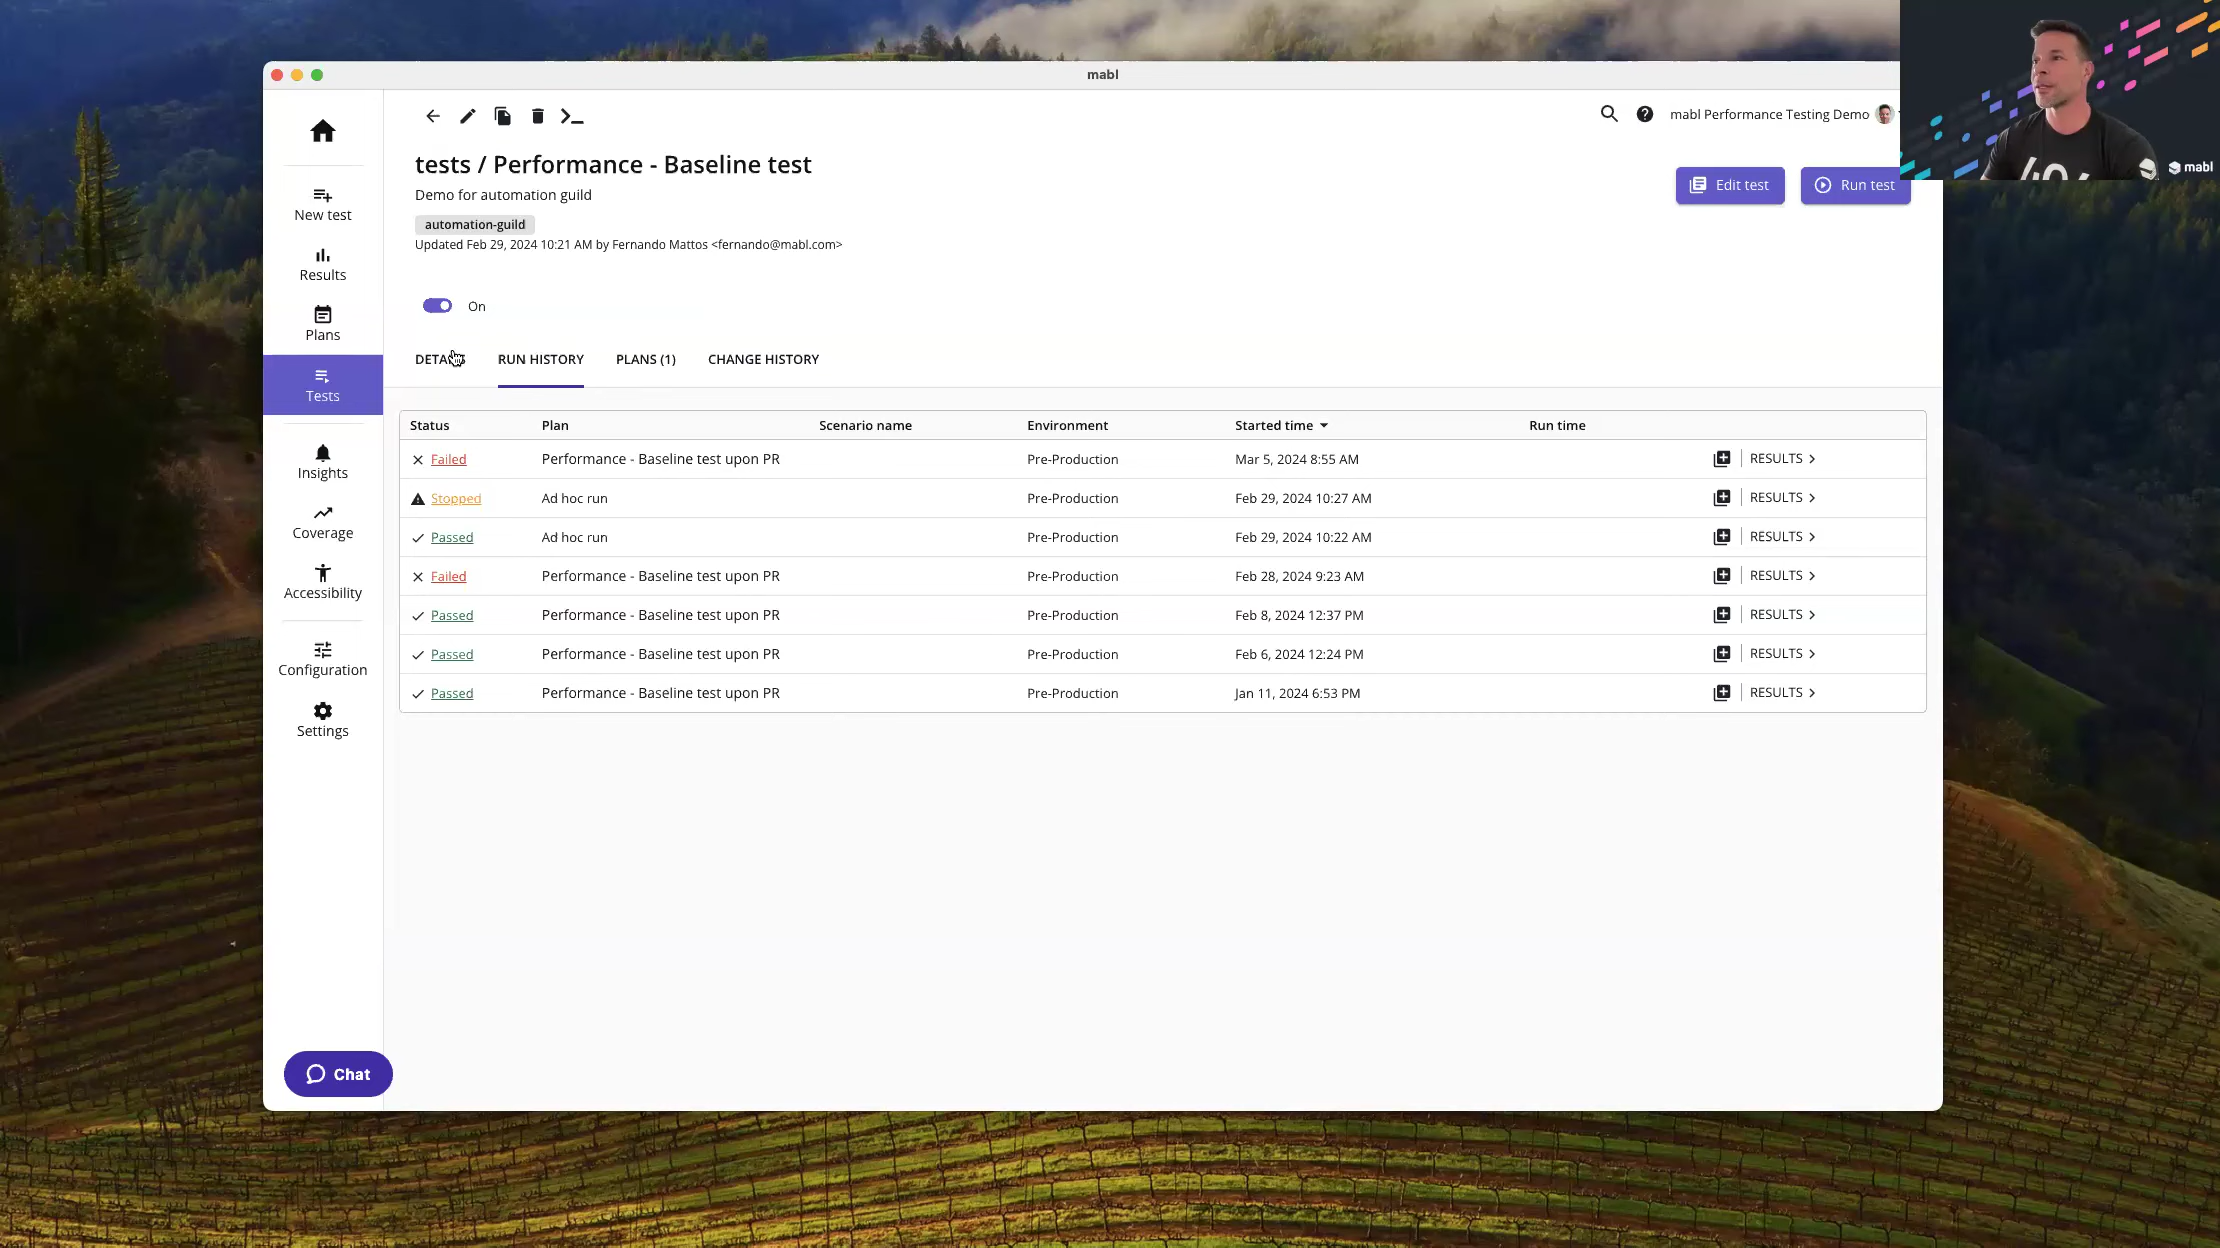 mabl
mabl Performance Testing Demo
mabl
tests / Performance - Baseline test
Demo for automation guild
automation-guild
Updated Feb 29, 2024 10:21 AM by Fernando Mattos <fernando@mabl.com>
Edit test
Run test
On
New test
Results
Plans
Tests
Insights
Coverage
Accessibility
Configuration
Settings
Chat
DETAILS RUN HISTORY PLANS (1) CHANGE HISTORY
Status Plan Scenario name Environment Started time Run time
Failed Performance - Baseline test upon PR Pre-Production Mar 5, 2024 8:55 AM RESULTS
Stopped Ad hoc run Pre-Production Feb 29, 2024 10:27 AM RESULTS
Passed Ad hoc run Pre-Production Feb 29, 2024 10:22 AM RESULTS
Failed Performance - Baseline test upon PR Pre-Production Feb 28, 2024 9:23 AM RESULTS
Passed Performance - Baseline test upon PR Pre-Production Feb 8, 2024 12:37 PM RESULTS
Passed Performance - Baseline test upon PR Pre-Production Feb 6, 2024 12:24 PM RESULTS
Passed Performance - Baseline test upon PR Pre-Production Jan 11, 2024 6:53 PM RESULTS